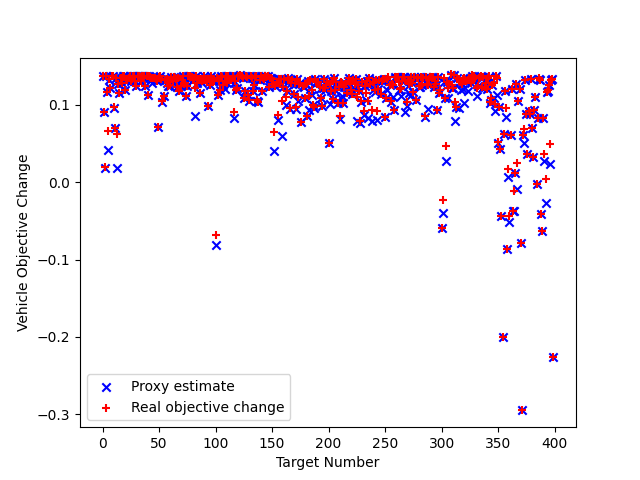 Vehicle Objective Change
0.1
0.0
−0.1
−0.2
−0.3
Proxy estimate
Real objective change
0 50 100 150 200 250 300 350 400
Target Number